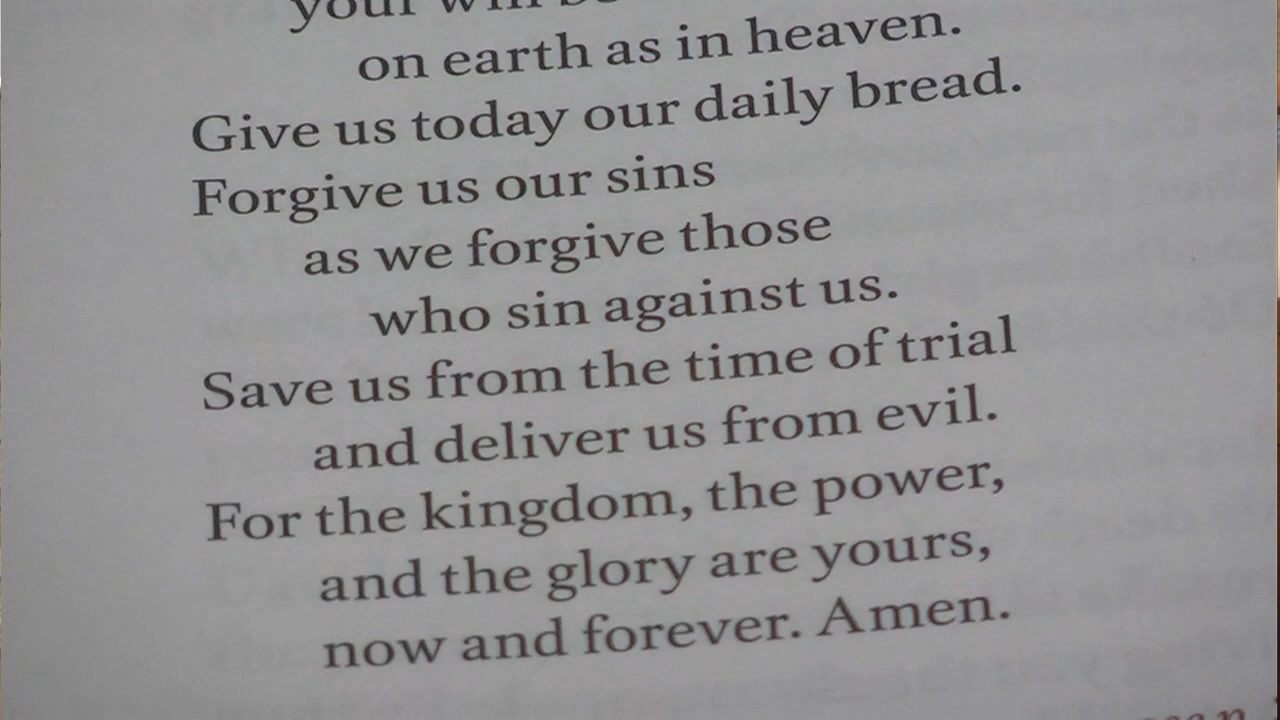 your
on earth as in heaven.
Give us today our daily bread.
Forgive us our sins
as we forgive those
who sin against us.
Save us from the time of trial
and deliver us from evil.
For the kingdom, the power,
and the glory are yours,
now and forever. Amen.